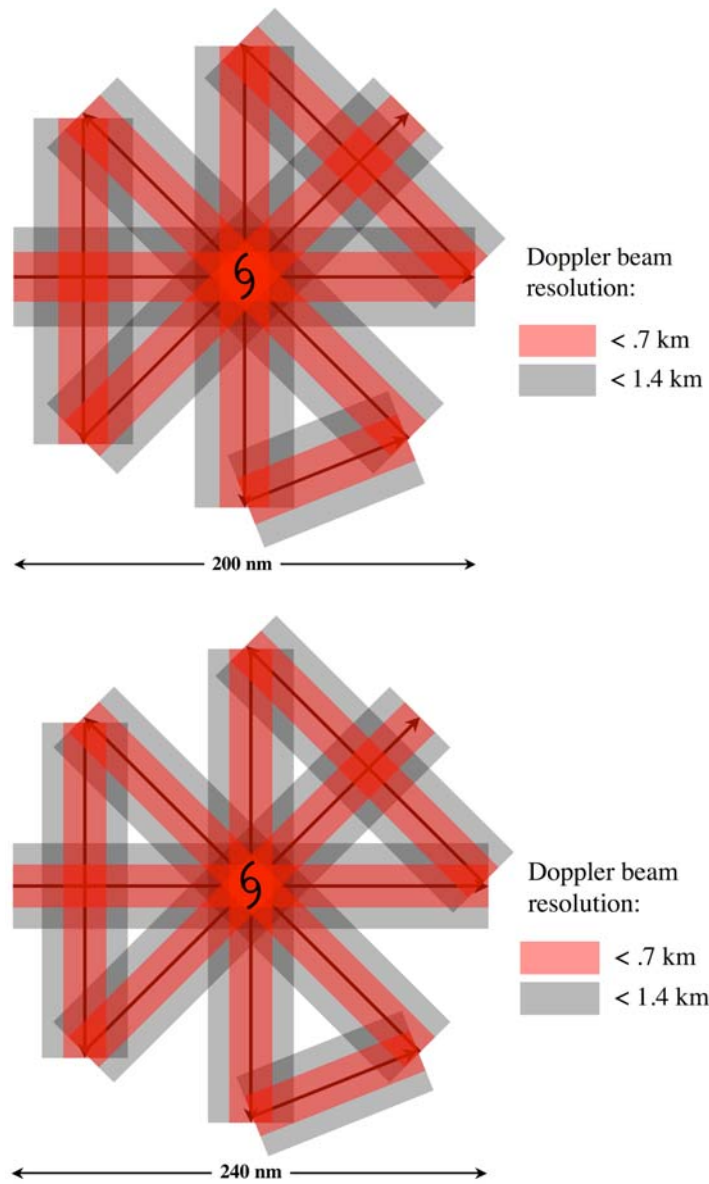 Doppler beam
resolution:
< .7 km
< 1.4 km
200 nm
Doppler beam
resolution:
< .7 km
< 1.4 km
240 nm